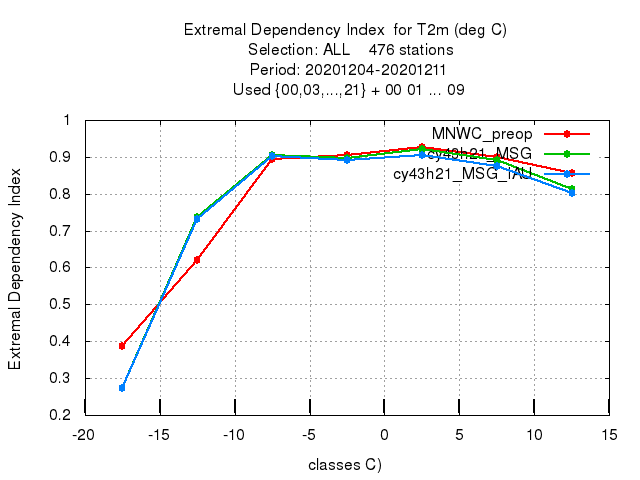 Extremal Dependency Index for T2m (deg C)
Selection: ALL 476 stations
Period: 20201204-20201211
Used {00,03,...,21} + 00 01 ... 09
Extremal Dependency Index
1
0.9
0.8
0.7
0.6
0.5
0.4
0.3
0.2
MNWC_preop
cy43h21_MSG
cy43h21_MSG_IAU
-20
-15
-10
-5
0
5
10
15
classes C)